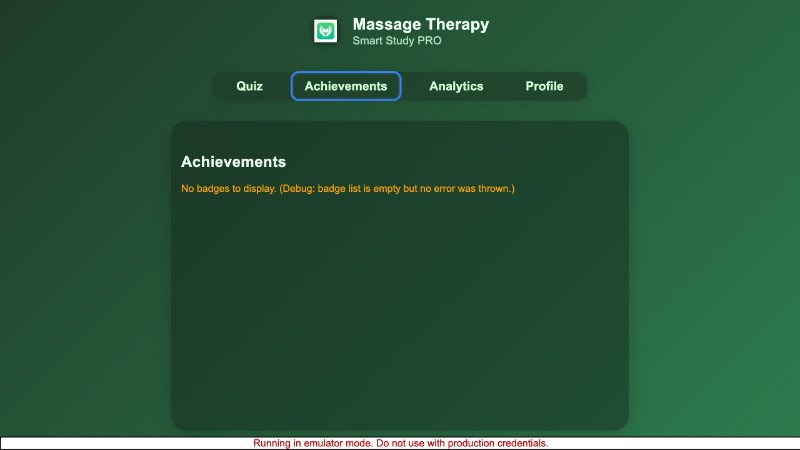 Massage Therapy
Smart Study PRO
Quiz Achievements Analytics Profile
Achievements
No badges to display. (Debug: badge list is empty but no error was thrown.)
Running in emulator mode. Do not use with production credentials.